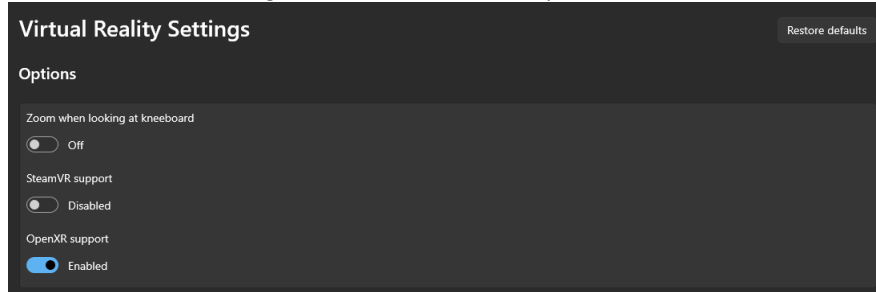 Virtual Reality Settings
Restore defaults
Options
Zoom when looking at kneeboard
Off
SteamVR support
Disabled
OpenXR support
Enabled